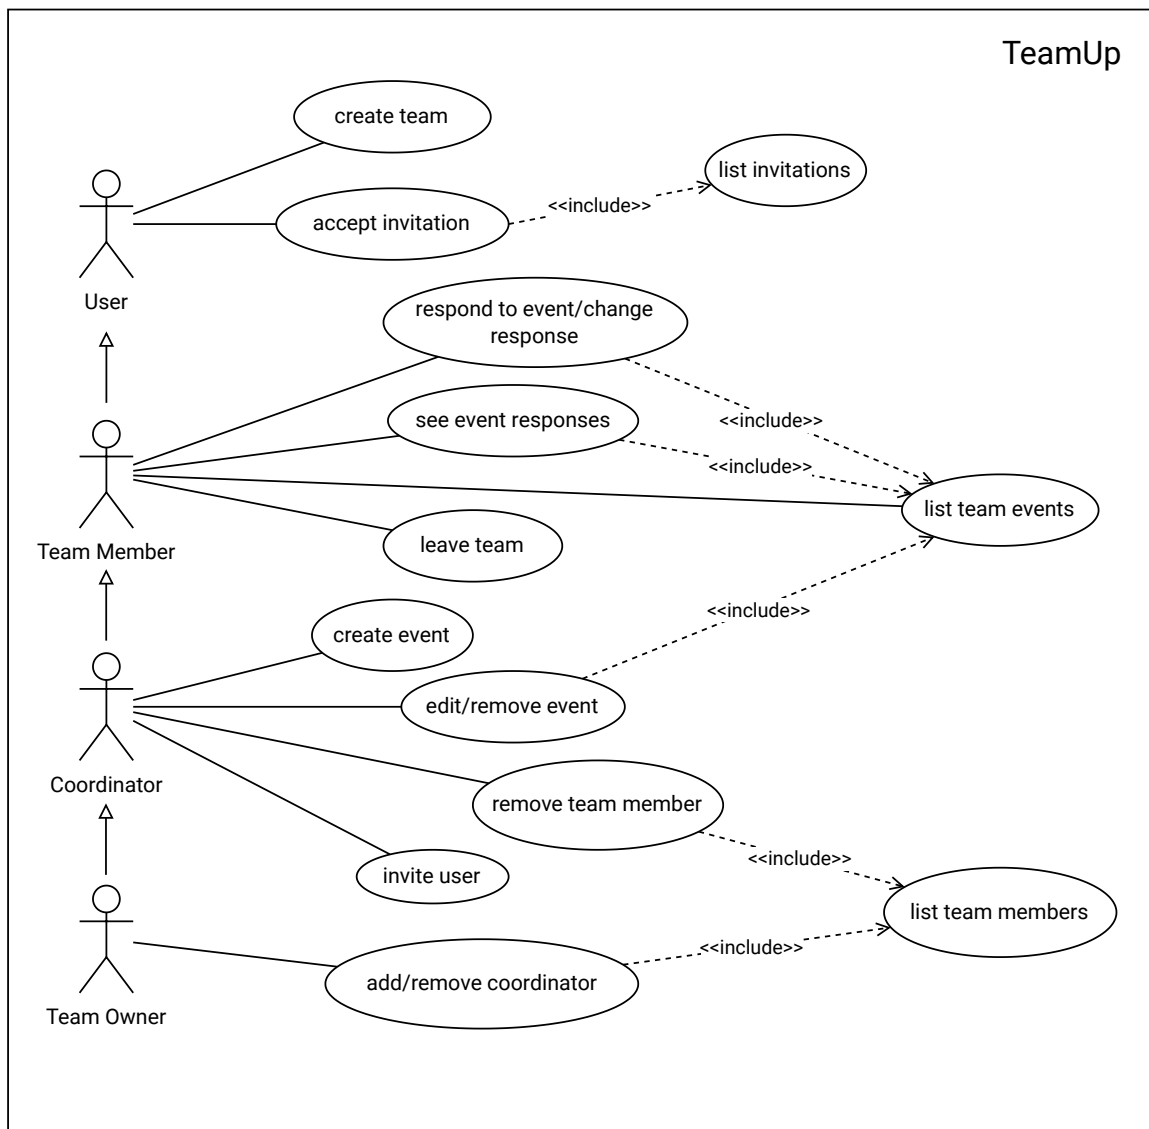 TeamUp
create team
list invitations
<<include>>
accept invitation
User
respond to event/change
response
see event responses
<<include>>
<<include>>
list team events
Team Member
leave team
<<include>>
create event
edit/remove event
Coordinator
remove team member
<<include>>
invite user
list team members
<<include>>
add/remove coordinator
Team Owner